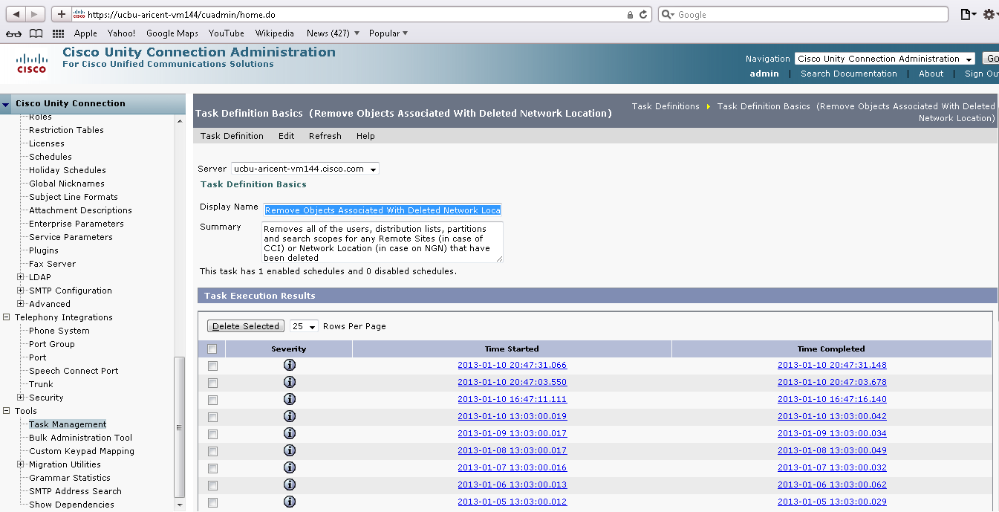 https://ucbu-aricent-vm144/cuadmin/home.do
Google
Apple Yahoo! Google Maps YouTube Wikipedia News (427) Popular
Cisco Unity Connection Administration
For Cisco Unified Communications Solutions
CISCO
Navigation Cisco Unity Connection Administration Go
admin Search Documentation About Sign Ou
Cisco Unity Connection
Roles
Restriction Tables
Licenses
Schedules
Holiday Schedules
Global Nicknames
Subject Line Formats
Attachment Descriptions
Enterprise Parameters
Service Parameters
Plugins
Fax Server
LDAP
SMTP Configuration
Advanced
Telephony Integrations
Phone System
Port Group
Port
Speech Connect Port
Trunk
Security
Tools
Task Management
Bulk Administration Tool
Custom Keypad Mapping
Migration Utilities
Grammar Statistics
SMTP Address Search
Show Dependencies
Task Definition Basics (Remove Objects Associated With Deleted Network Location)
Task Definitions Task Definition Basics (Remove Objects Associated With Deleted
Network Location)
Task Definition Edit Refresh Help
Server ucbu-aricent-vm144.cisco.com
Task Definition Basics
Display Name Remove Objects Associated With Deleted Network Loca
Summary Removes all of the users, distribution lists, partitions
and search scopes for any Remote Sites (in case of
CCI) or Network Location (in case on NGN) that have
been deleted
This task has 1 enabled schedules and 0 disabled schedules.
Task Execution Results
Delete Selected 25 Rows Per Page
Severity Time Started Time Completed
2013-01-10 20:47:31.066 2013-01-10 20:47:31.148
2013-01-10 20:47:03.550 2013-01-10 20:47:03.678
2013-01-10 16:47:11.111 2013-01-10 16:47:16.140
2013-01-10 13:03:00.019 2013-01-10 13:03:00.042
2013-01-09 13:03:00.017 2013-01-09 13:03:00.034
2013-01-08 13:03:00.017 2013-01-08 13:03:00.049
2013-01-07 13:03:00.016 2013-01-07 13:03:00.032
2013-01-06 13:03:00.013 2013-01-06 13:03:00.062
2013-01-05 13:03:00.012 2013-01-05 13:03:00.029